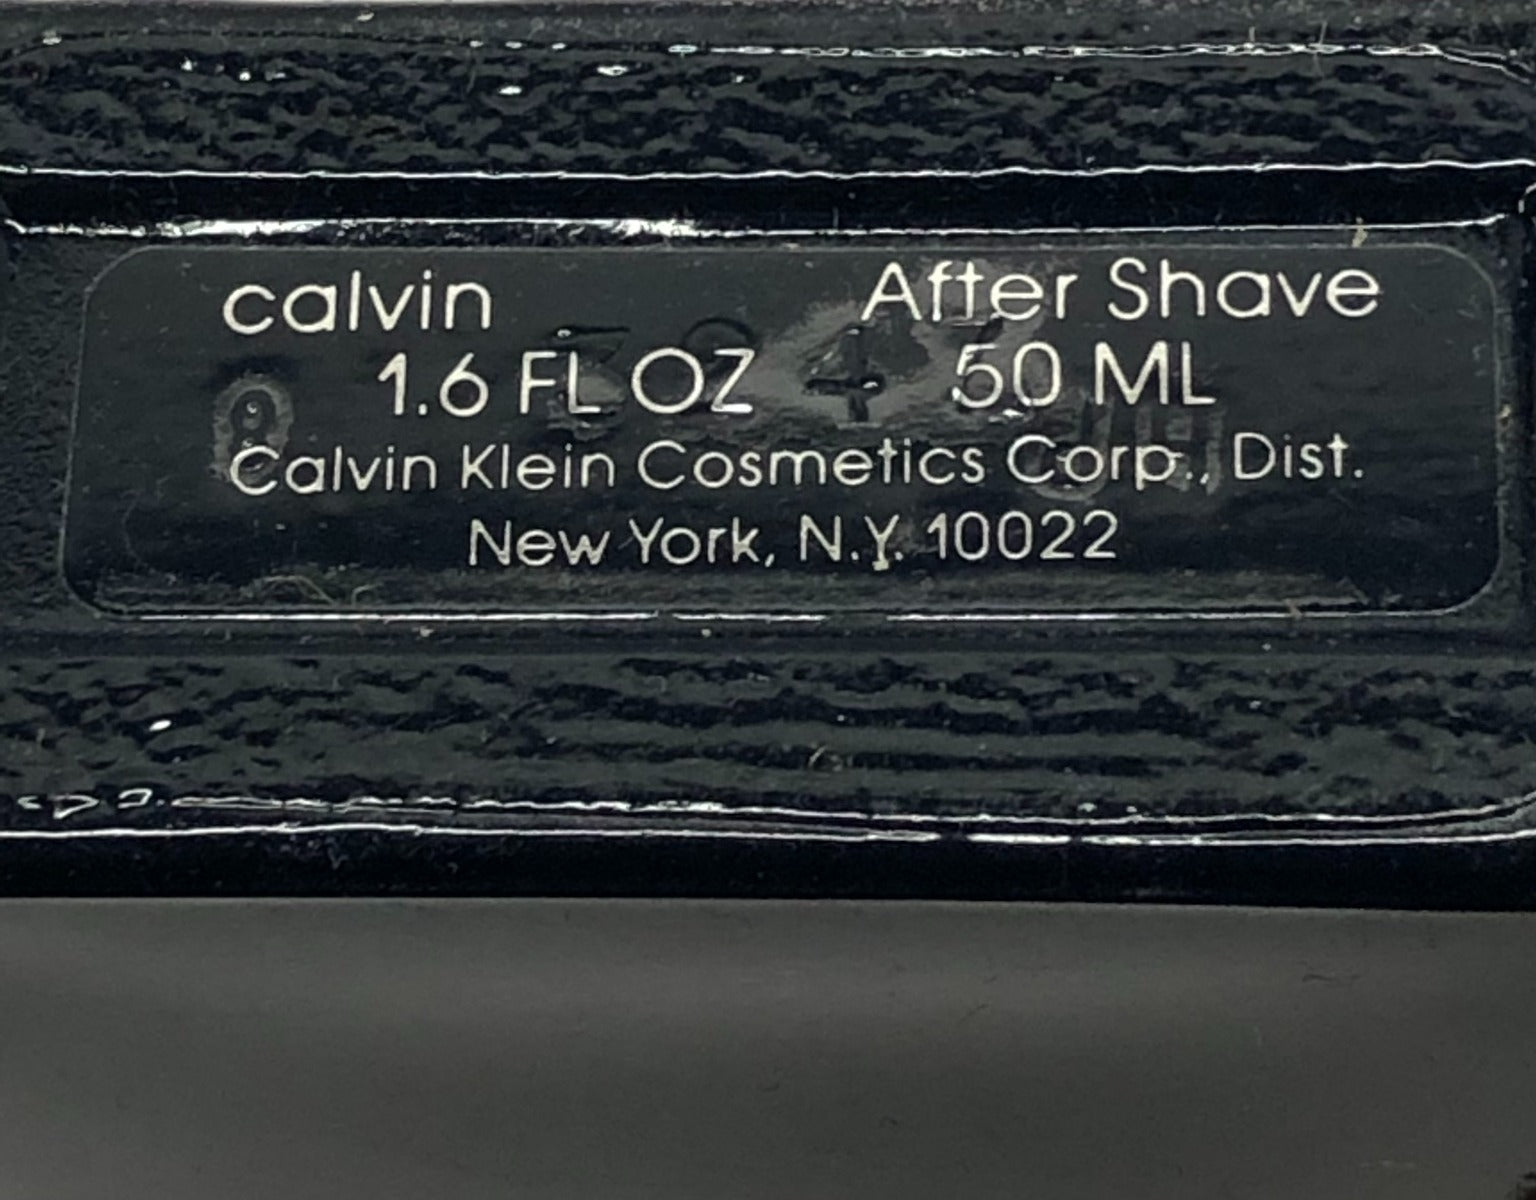 calvin After Shave
1.6 FL OZ 50 ML
Calvin Klein Cosmetics Corp., Dist.
New York, N.Y. 10022